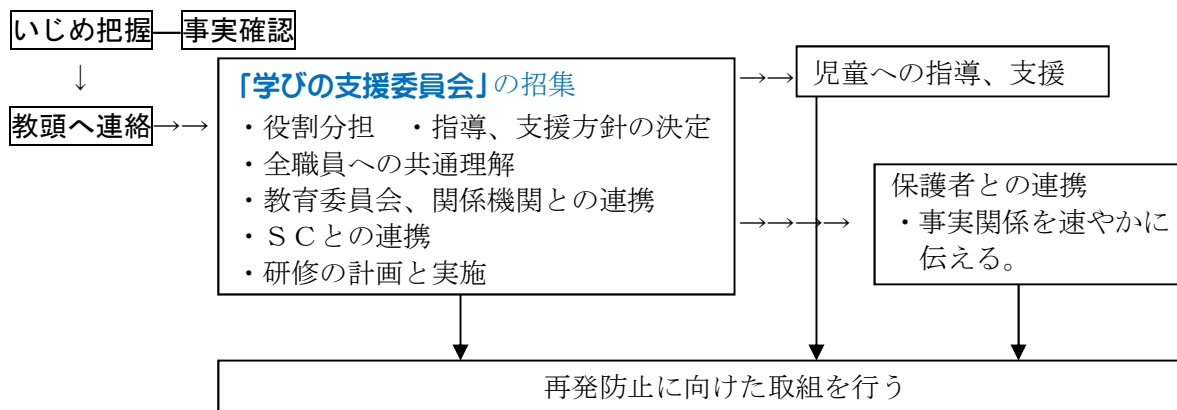 いじめ把握―事実確認
↓
教頭へ連絡→→
「学びの支援委員会」の招集
・役割分担　・指導、支援方針の決定
・全職員への共通理解
・教育委員会、関係機関との連携
・ＳＣとの連携
・研修の計画と実施
→→
児童への指導、支援
→→→→
保護者との連携
・事実関係を速やかに
伝える。
再発防止に向けた取組を行う